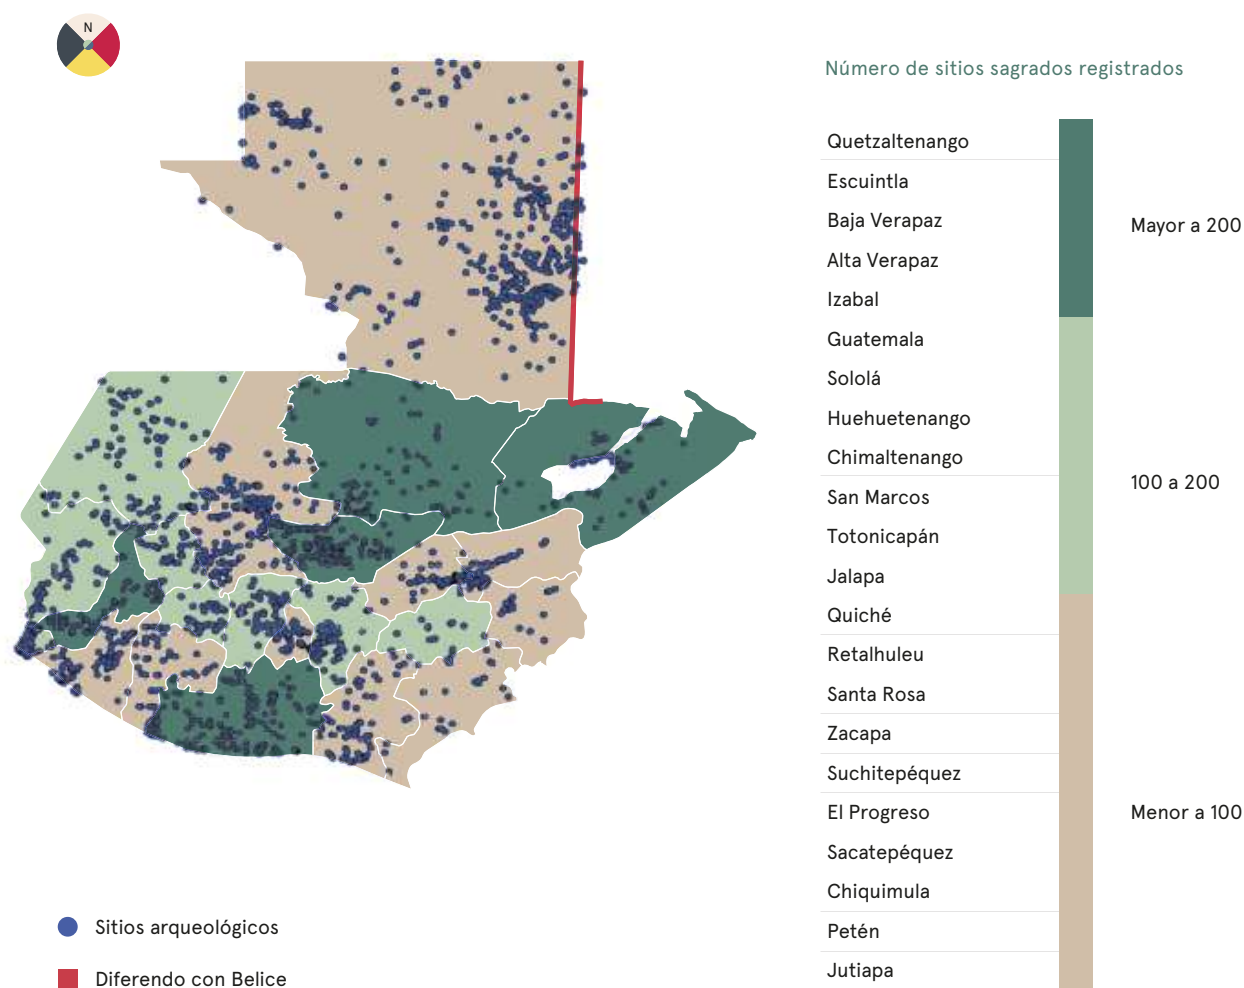 N
Número de sitios sagrados registrados
Quetzaltenango
Escuintla
Baja Verapaz
Mayor a 200
Alta Verapaz
Izabal
Guatemala
Sololá
Huehuetenango
Chimaltenango
100 a 200
San Marcos
Totonicapán
Jalapa
Quiché
Retalhuleu
Santa Rosa
Zacapa
Suchitepéquez
El Progreso
Menor a 100
Sacatepéquez
Chiquimula
Petén
Jutiapa
Sitios arqueológicos
Diferendo con Belice